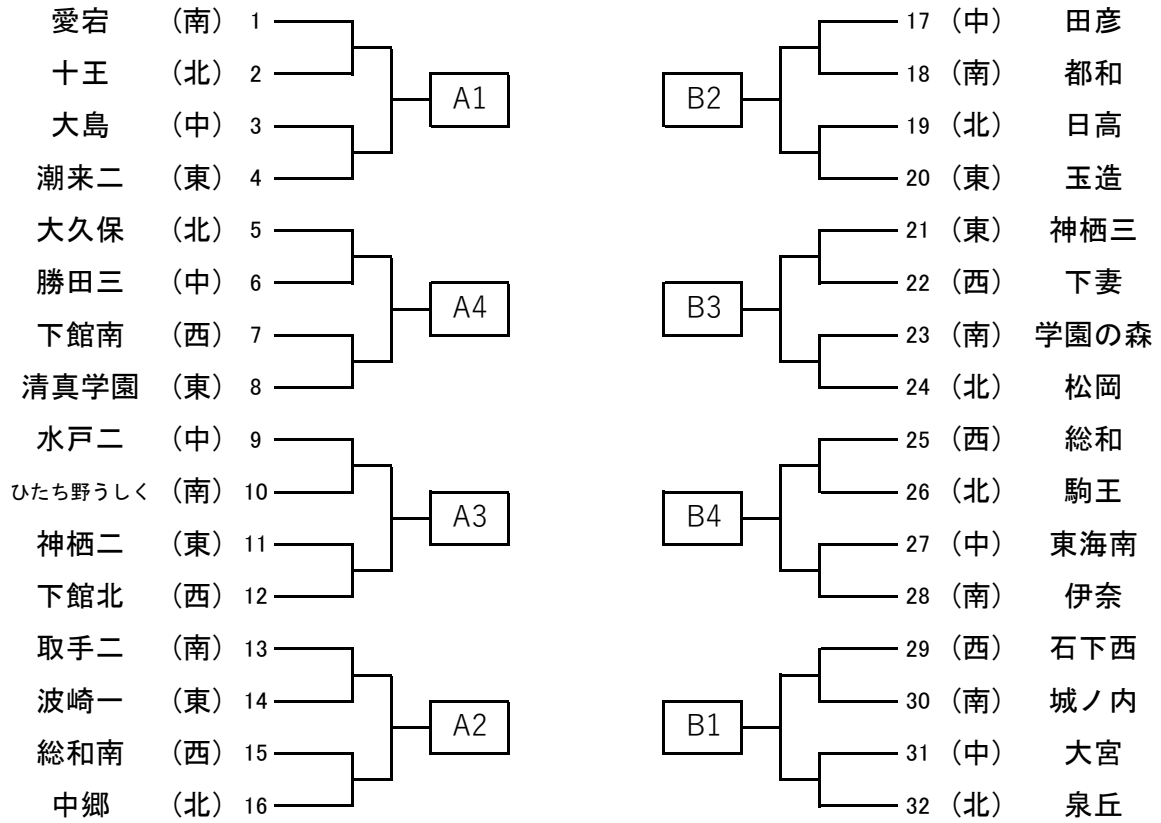 愛宕 (南) 1
十王 (北) 2
A1
大島 (中) 3
潮来二 (東) 4
大久保 (北) 5
勝田三 (中) 6
A4
下館南 (西) 7
清真学園 (東) 8
水戸二 (中) 9
ひたち野うしく (南) 10
A3
神栖二 (東) 11
下館北 (西) 12
取手二 (南) 13
波崎一 (東) 14
A2
総和南 (西) 15
中郷 (北) 16
17 (中) 田彦
18 (南) 都和
B2
19 (北) 日高
20 (東) 玉造
21 (東) 神栖三
22 (西) 下妻
B3
23 (南) 学園の森
24 (北) 松岡
25 (西) 総和
26 (北) 駒王
B4
27 (中) 東海南
28 (南) 伊奈
29 (西) 石下西
30 (南) 城ノ内
B1
31 (中) 大宮
32 (北) 泉丘